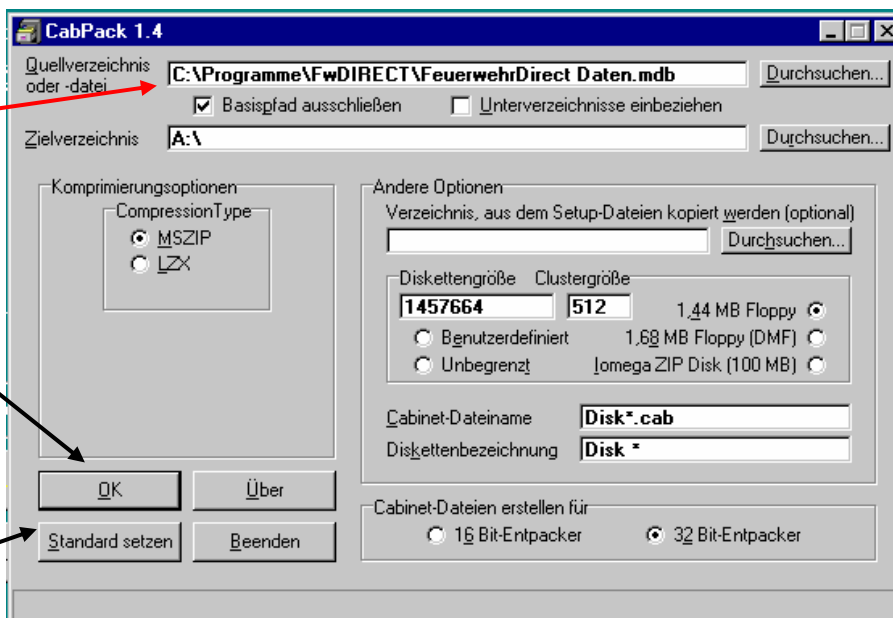 CabPack 1.4
Quellverzeichnis
oder -datei
C:\Programme\FwDIRECT\FeuerwehrDirect Daten.mdb
Durchsuchen...
Basispfad ausschließen
Unterverzeichnisse einbeziehen
Zielverzeichnis
A:\
Durchsuchen...
Komprimierungsoptionen
CompressionType
MSZIP
LZX
Andere Optionen
Verzeichnis, aus dem Setup-Dateien kopiert werden (optional)
Durchsuchen...
Diskettengröße Clustergröße
1457664 512
1,44 MB Floppy
Benutzerdefiniert
1,68 MB Floppy (DMF)
Unbegrenzt
Iomega ZIP Disk (100 MB)
Cabinet-Dateiname
Disk*.cab
Diskettenbezeichnung
Disk *
OK
Über
Standard setzen
Beenden
Cabinet-Dateien erstellen für
16 Bit-Entpacker
32 Bit-Entpacker